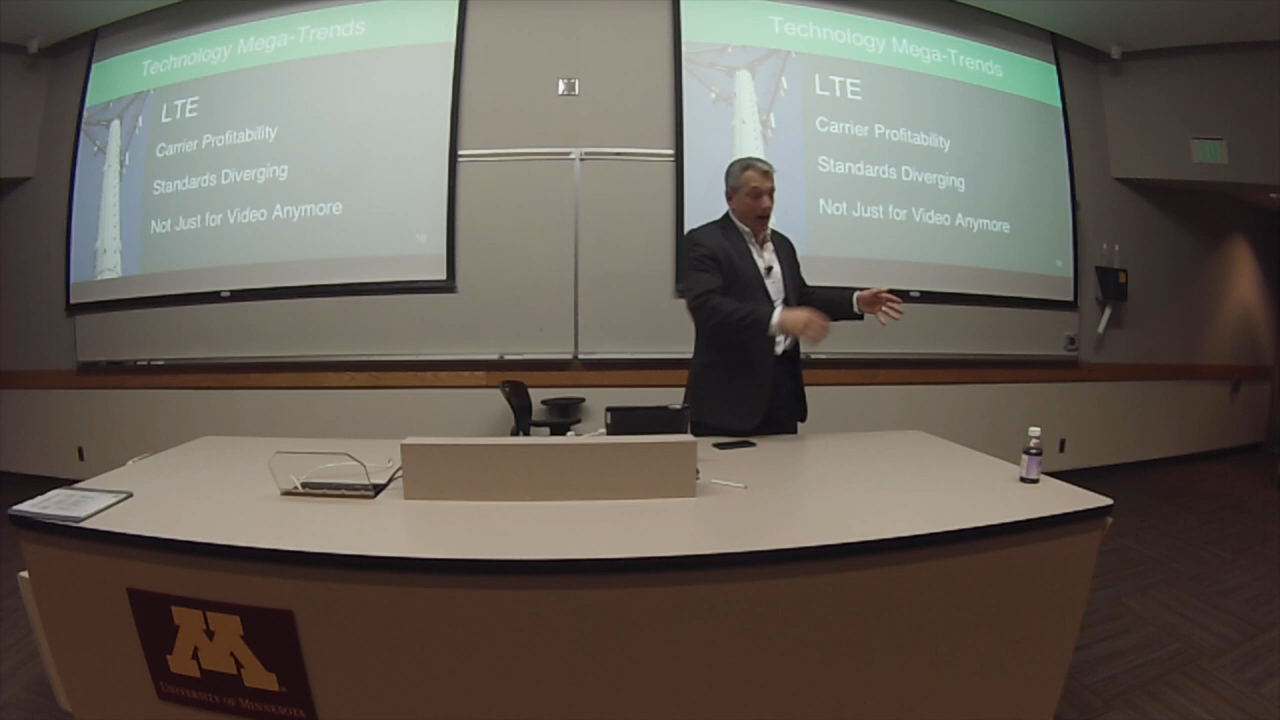 Technology Mega-Trends
LTE
Carrier Profitability
Standards Diverging
Not Just for Video Anymore
Technology Mega-Trends
LTE
Carrier Profitability
Standards Diverging
Not Just for Video Anymore
M
UNIVERSITY OF MINNESOTA